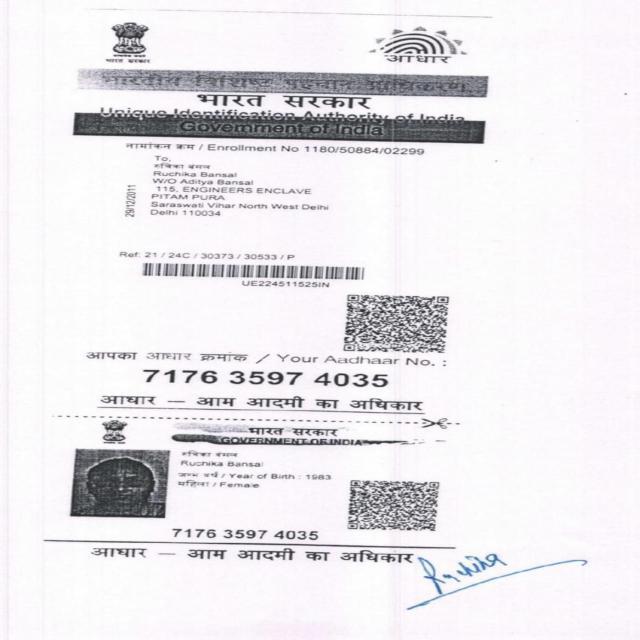 भारत सरकार
आधार
भारतीय विशिष्ट पहचान प्राधिकरण
भारत सरकार
Unique Identification Authority of India
Government of India
नामांकन क्रम / Enrollment No 1180/50884/02299
To,
रुचिका बंसल
Ruchika Bansal
W/O Aditya Bansal
115, ENGINEERS ENCLAVE
PITAM PURA
Saraswati Vihar North West Delhi
Delhi 110034
29/12/2011
Ref: 21 / 24C / 30373 / 30533 / P
UE224511525IN
आपका आधार क्रमांक / Your Aadhaar No. :
7176 3597 4035
आधार — आम आदमी का अधिकार
भारत सरकार
GOVERNMENT OF INDIA
रुचिका बंसल
Ruchika Bansal
जन्म वर्ष / Year of Birth : 1983
महिला / Female
7176 3597 4035
आधार — आम आदमी का अधिकार
Ruchika